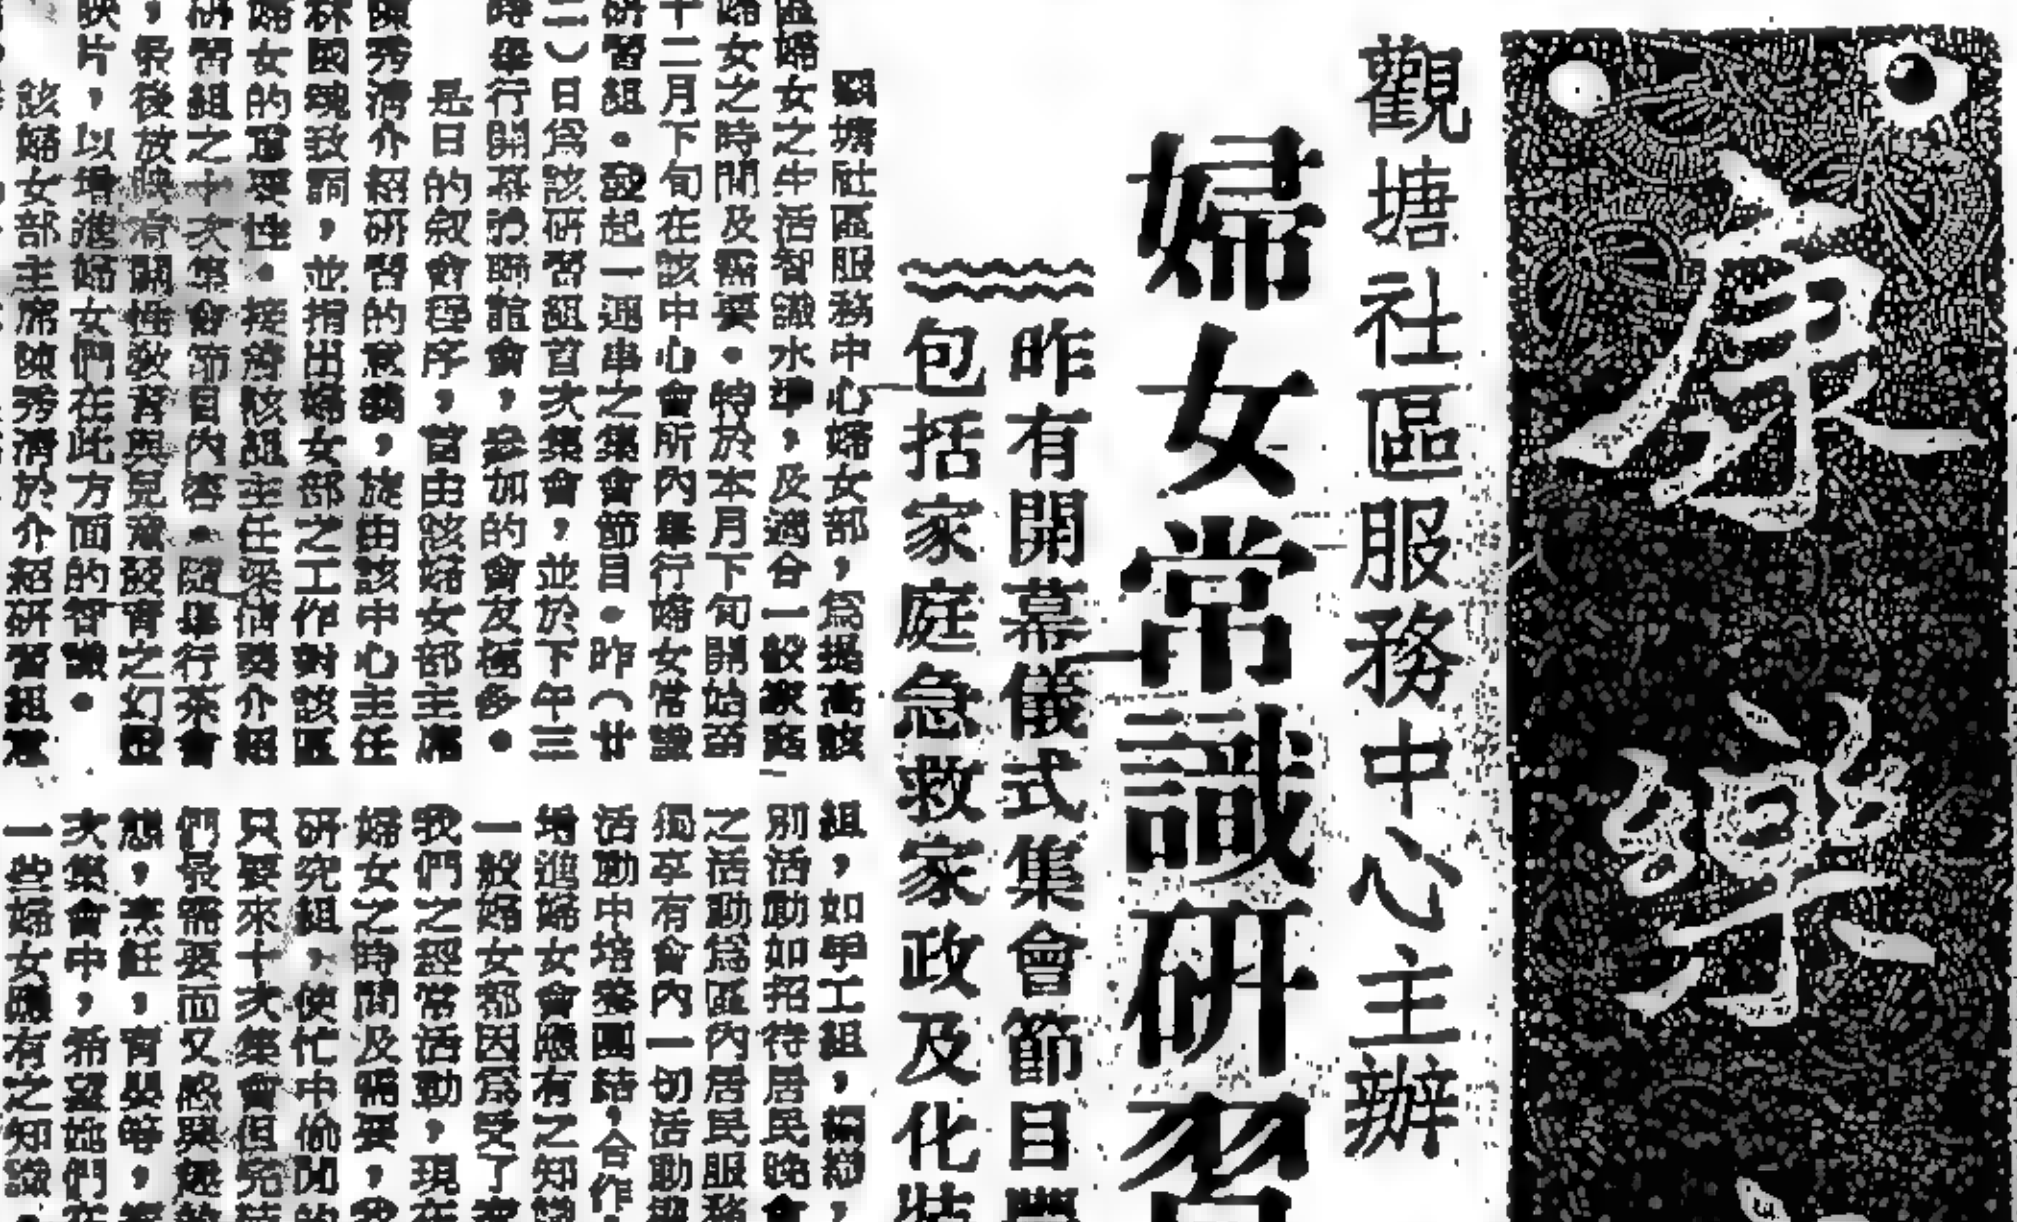 康樂
觀塘社區服務中心主辦
婦女常識研習
昨有開幕儀式集會節目
包括家庭急救家政及化裝
觀塘社區服務中心婦女部，爲提高該
區婦女之生活智識水準，及適合一般家庭
婦女之時間及需要。特於本月下旬開始至
十二月下旬在該中心會所內舉行婦女常識
研習組。發起一連串之集會節目。昨（廿
二）日爲該研習組首次集會，並於下午三
時舉行開幕聯誼會，參加的會友極多。
是日的敘會程序，首由該婦女部主席
陳秀清介紹研習的意義，旋由該中心主任
林國 致詞，並指出婦女部之工作對該區
婦女的重要性。接着該組主任 介紹
研習組之十次集會節目內容。隨舉行茶會
，最後放映有關性教育與兒童發育之幻燈
映片，以增進婦女們在此方面的智識。
該婦女部主席陳秀清於介紹研習組意
組，如手工組，
別活動如招待居民晚會
之活動爲區內居民服務
獨享有會內一切活動
活動中培養團結，合作，
增進婦女會應有之知識
一般婦女都因爲受了
我們之經常活動，現在
婦女之時間及需要，我
研究組，使忙中偷閒的
只要來十次集會但完
們最需要而又感興趣的
，烹飪，育嬰等，
次集會中，希望她們在
一些婦女應有之知識，